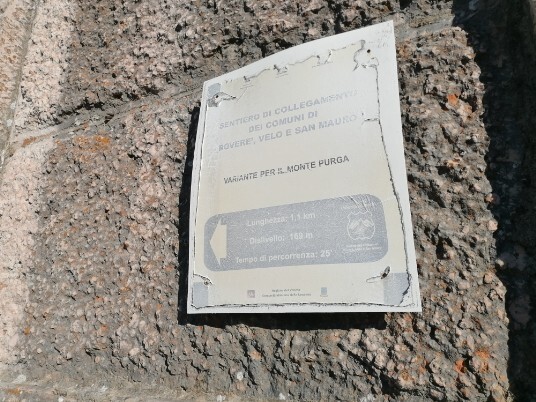 SENTIERO DI COLLEGAMENTO
DEI COMUNI DI
ROVERE', VELO E SAN MAURO
VARIANTE PER IL MONTE PURGA
Lunghezza: 1,1 km
Dislivello: 169 m
Tempo di percorrenza: 25'